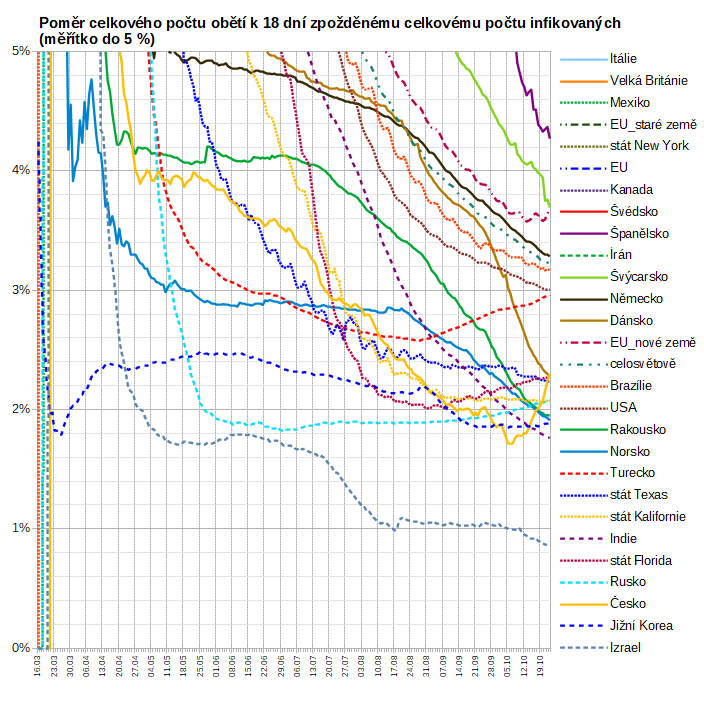 Poměr celkového počtu obětí k 18 dní zpožděnému celkovému počtu infikovaných
(měřítko do 5 %)
5%
4%
3%
2%
1%
0%
16.03
23.03
30.03
06.04
13.04
20.04
27.04
04.05
11.05
18.05
25.05
01.06
08.06
15.06
22.06
29.06
06.07
13.07
20.07
27.07
03.08
10.08
17.08
24.08
31.08
07.09
14.09
21.09
28.09
05.10
12.10
19.10
Itálie
Velká Británie
Mexiko
EU_staré země
stát New York
EU
Kanada
Švédsko
Španělsko
Írán
Švýcarsko
Německo
Dánsko
EU_nové země
celosvětově
Brazílie
USA
Rakousko
Norsko
Turecko
stát Texas
stát Kalifornie
Indie
stát Florida
Rusko
Česko
Jižní Korea
Izrael